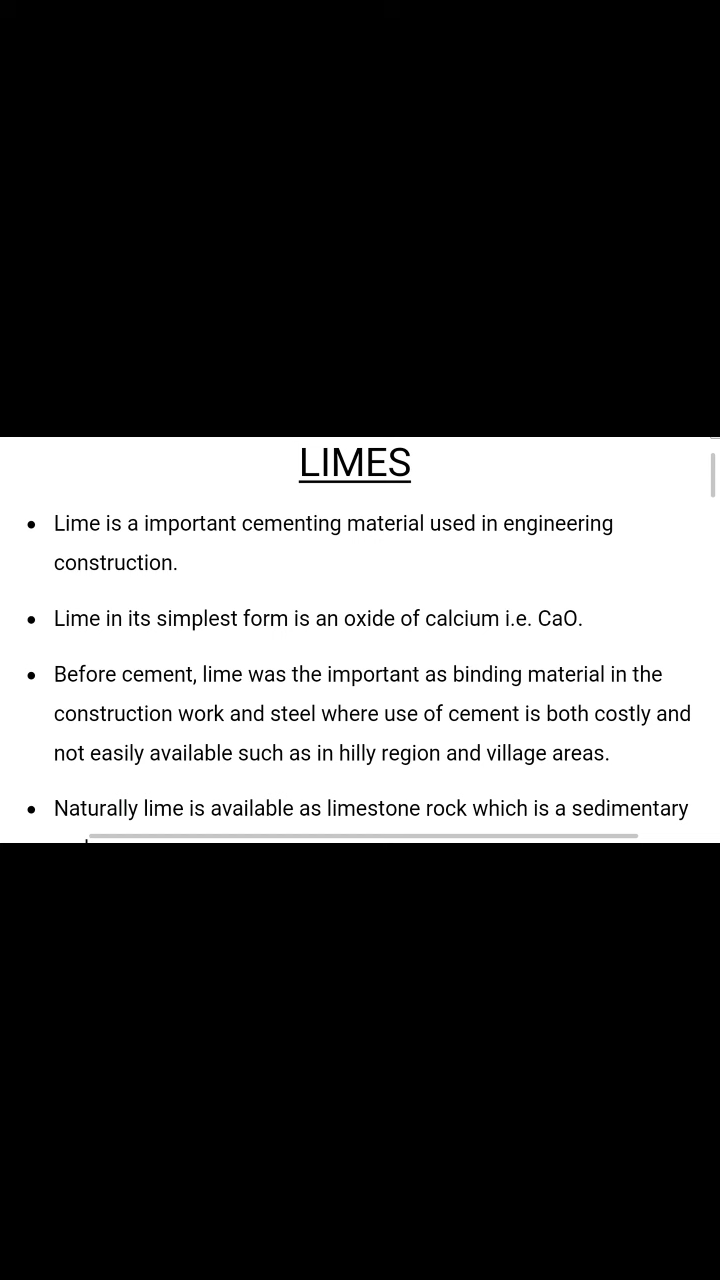 LIMES
• Lime is a important cementing material used in engineering
construction.
• Lime in its simplest form is an oxide of calcium i.e. CaO.
• Before cement, lime was the important as binding material in the
construction work and steel where use of cement is both costly and
not easily available such as in hilly region and village areas.
• Naturally lime is available as limestone rock which is a sedimentary